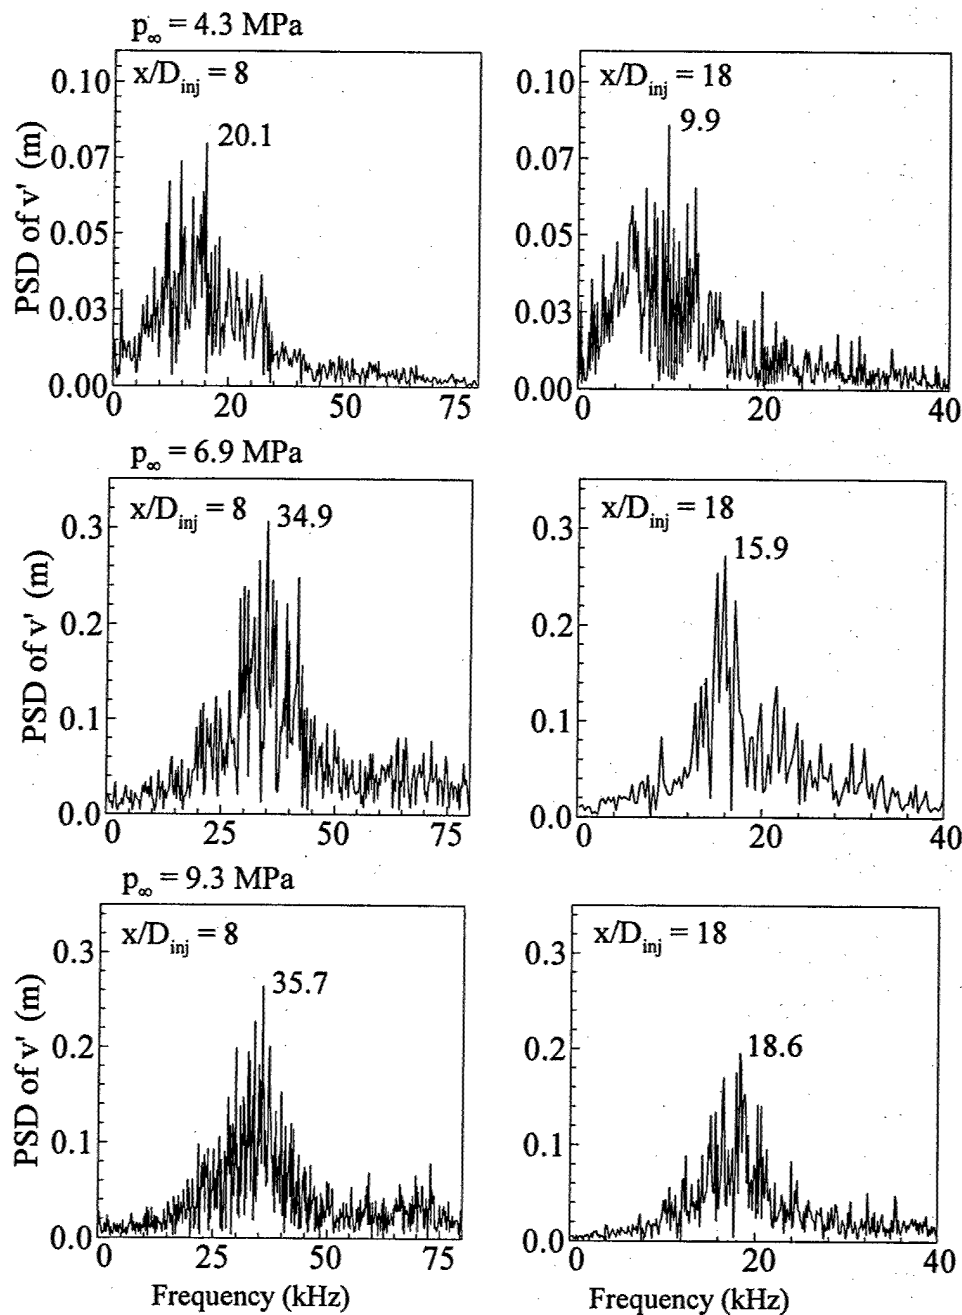 p∞ = 4.3 MPa
x/Dinj = 8
x/Dinj = 18
20.1
9.9
PSD of v' (m)
0.10
0.07
0.05
0.03
0.00
0 25 50 75
0.10
0.07
0.05
0.03
0.00
0 20 40
p∞ = 6.9 MPa
x/Dinj = 8
34.9
x/Dinj = 18
15.9
PSD of v' (m)
0.3
0.2
0.1
0.0
0 25 50 75
0.3
0.2
0.1
0.0
0 20 40
p∞ = 9.3 MPa
x/Dinj = 8
x/Dinj = 18
35.7
18.6
PSD of v' (m)
0.3
0.2
0.1
0.0
0 25 50 75
0.3
0.2
0.1
0.0
0 20 40
Frequency (kHz)
Frequency (kHz)